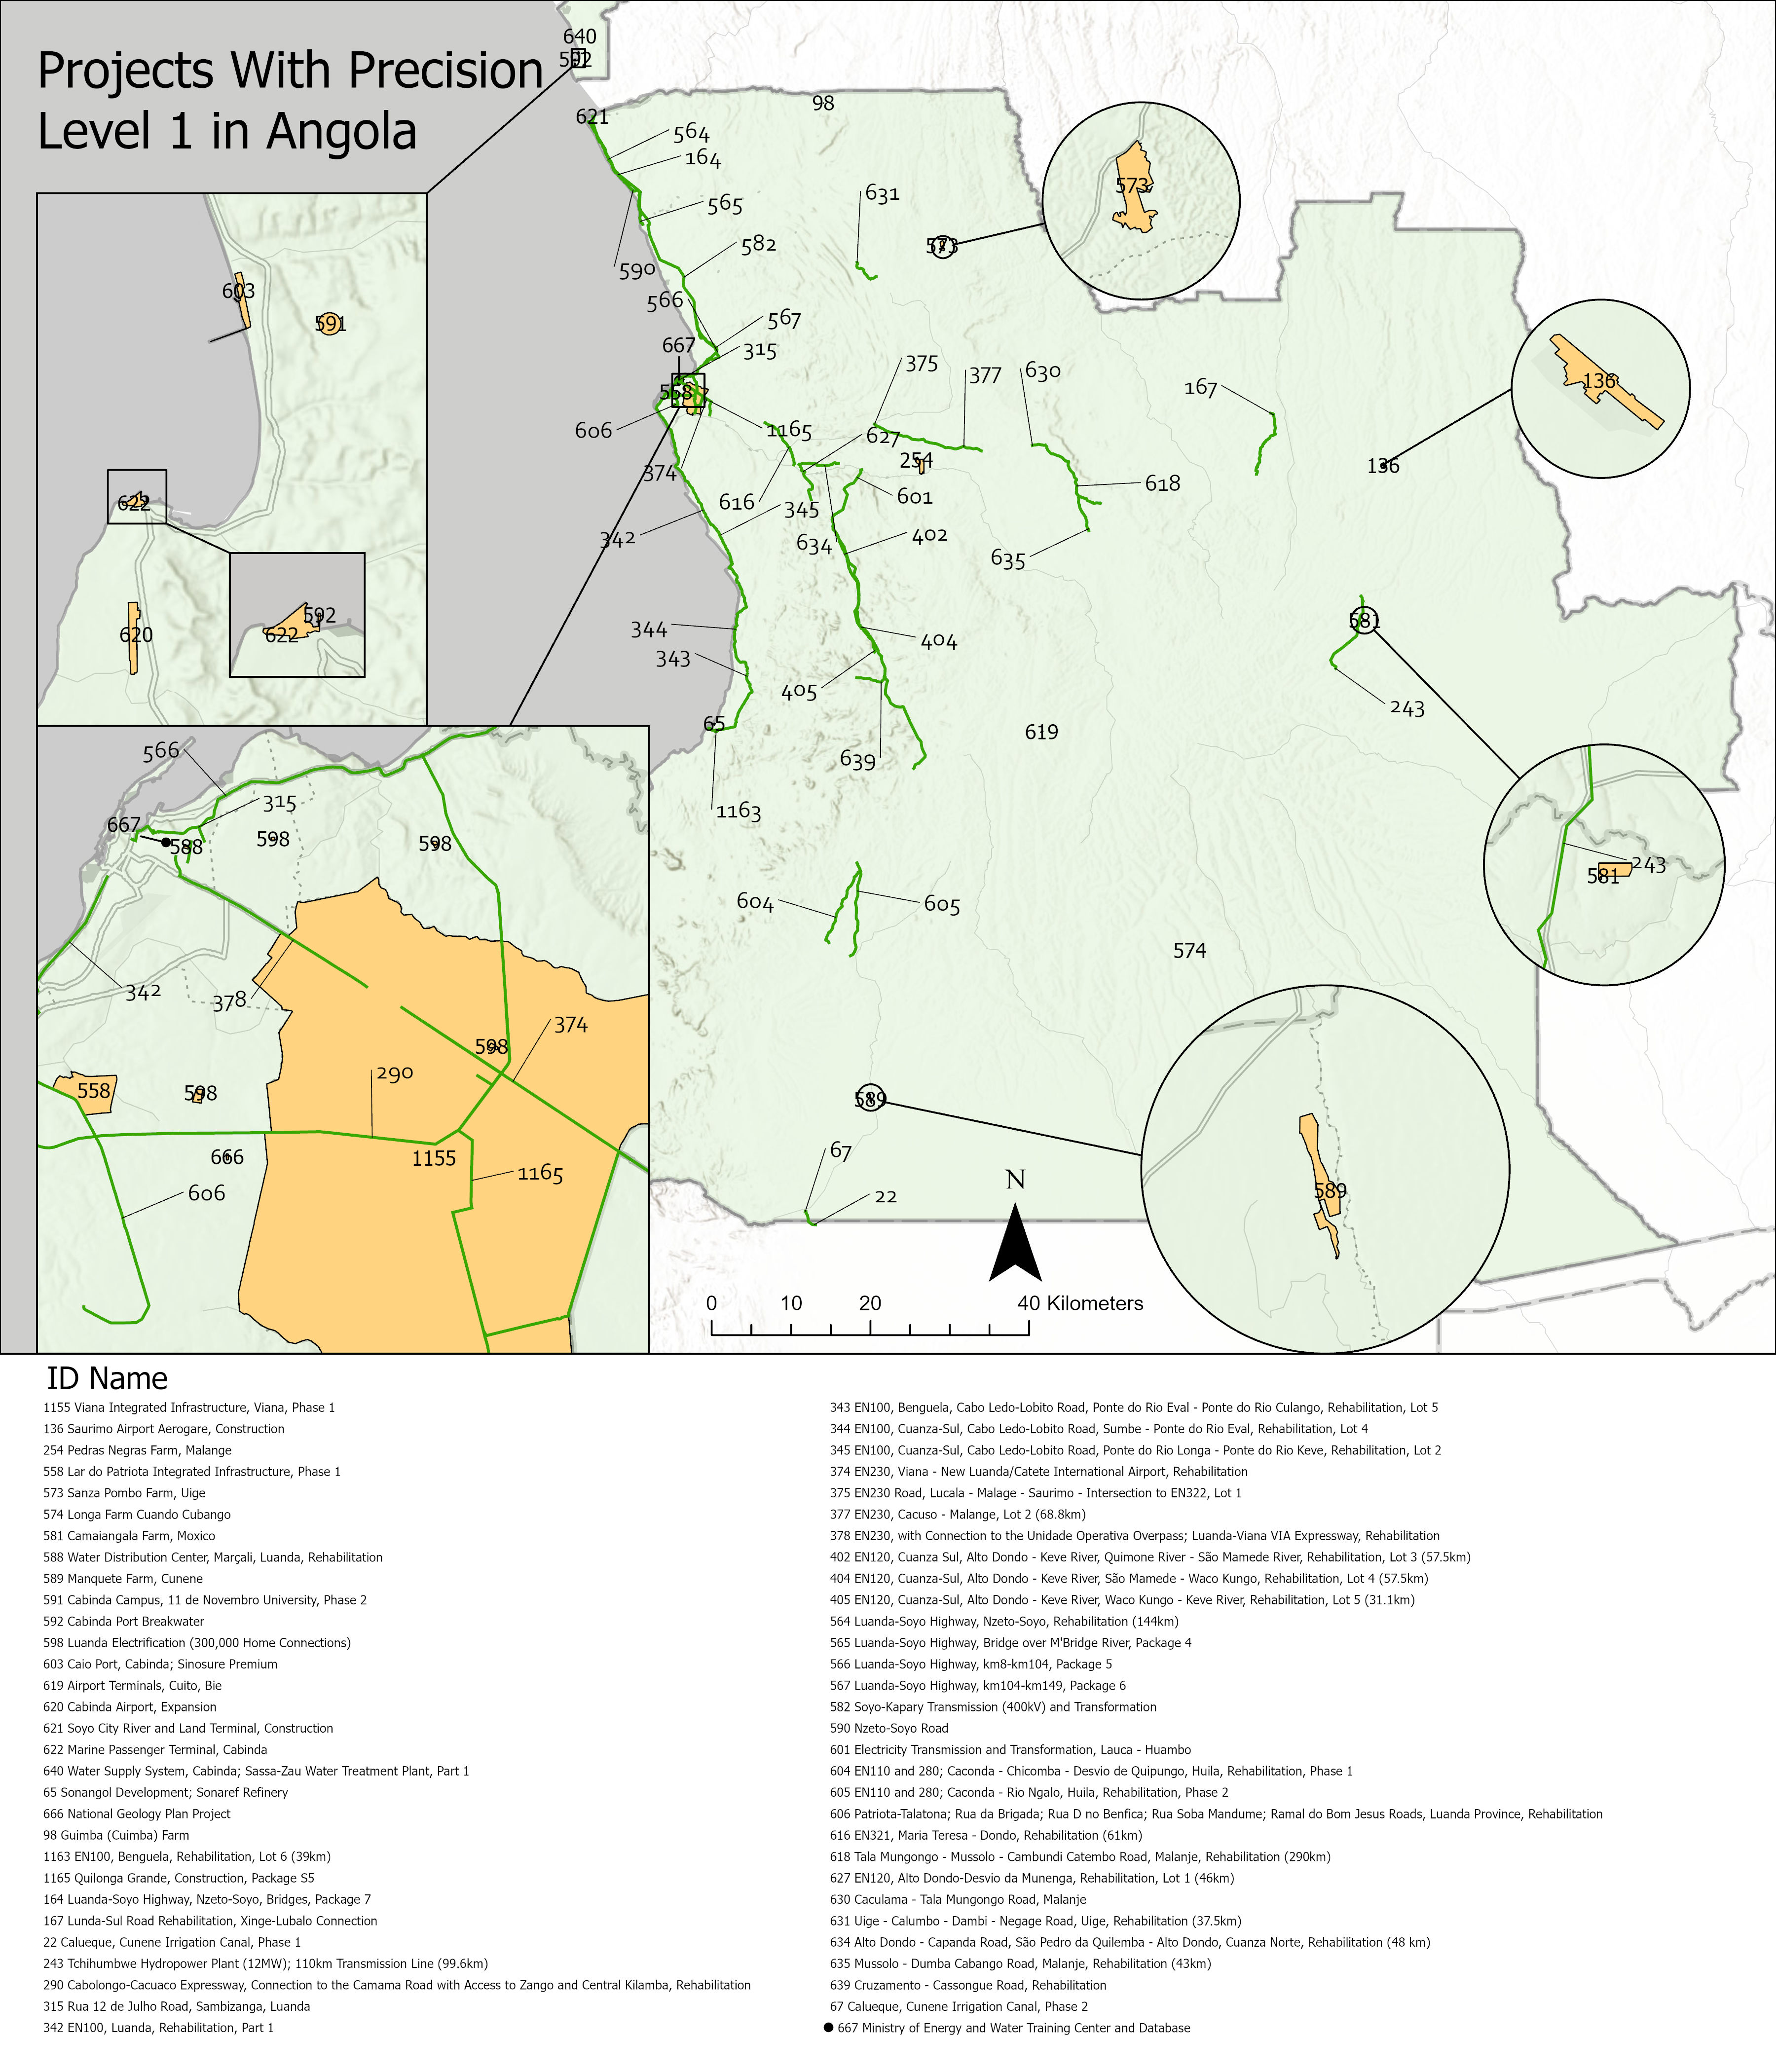 Projects With Precision
Level 1 in Angola
640
592
621
98
564
164
565
590
582
566
567
315
667
558
606
374
1165
631
573
573
375
377
630
167
136
136
627
254
616
345
601
618
342
634
402
635
344
343
404
405
581
243
65
639
619
1163
604
605
574
243
581
589
589
67
22
N
0 10 20 40 Kilometers
603
591
622
620
592
622
566
315
667
588
598
598
342
378
374
598
290
558
598
666
1155
1165
606
ID Name
1155 Viana Integrated Infrastructure, Viana, Phase 1
136 Saurimo Airport Aerogare, Construction
254 Pedras Negras Farm, Malange
558 Lar do Patriota Integrated Infrastructure, Phase 1
573 Sanza Pombo Farm, Uige
574 Longa Farm Cuando Cubango
581 Camaiangala Farm, Moxico
588 Water Distribution Center, Marçali, Luanda, Rehabilitation
589 Manquete Farm, Cunene
591 Cabinda Campus, 11 de Novembro University, Phase 2
592 Cabinda Port Breakwater
598 Luanda Electrification (300,000 Home Connections)
603 Caio Port, Cabinda; Sinosure Premium
619 Airport Terminals, Cuito, Bie
620 Cabinda Airport, Expansion
621 Soyo City River and Land Terminal, Construction
622 Marine Passenger Terminal, Cabinda
640 Water Supply System, Cabinda; Sassa-Zau Water Treatment Plant, Part 1
65 Sonangol Development; Sonaref Refinery
666 National Geology Plan Project
98 Guimba (Cuimba) Farm
1163 EN100, Benguela, Rehabilitation, Lot 6 (39km)
1165 Quilonga Grande, Construction, Package S5
164 Luanda-Soyo Highway, Nzeto-Soyo, Bridges, Package 7
167 Lunda-Sul Road Rehabilitation, Xinge-Lubalo Connection
22 Calueque, Cunene Irrigation Canal, Phase 1
243 Tchihumbwe Hydropower Plant (12MW); 110km Transmission Line (99.6km)
290 Cabolongo-Cacuaco Expressway, Connection to the Camama Road with Access to Zango and Central Kilamba, Rehabilitation
315 Rua 12 de Julho Road, Sambizanga, Luanda
342 EN100, Luanda, Rehabilitation, Part 1
343 EN100, Benguela, Cabo Ledo-Lobito Road, Ponte do Rio Eval - Ponte do Rio Culango, Rehabilitation, Lot 5
344 EN100, Cuanza-Sul, Cabo Ledo-Lobito Road, Sumbe - Ponte do Rio Eval, Rehabilitation, Lot 4
345 EN100, Cuanza-Sul, Cabo Ledo-Lobito Road, Ponte do Rio Longa - Ponte do Rio Keve, Rehabilitation, Lot 2
374 EN230, Viana - New Luanda/Catete International Airport, Rehabilitation
375 EN230 Road, Lucala - Malage - Saurimo - Intersection to EN322, Lot 1
377 EN230, Cacuso - Malange, Lot 2 (68.8km)
378 EN230, with Connection to the Unidade Operativa Overpass; Luanda-Viana VIA Expressway, Rehabilitation
402 EN120, Cuanza Sul, Alto Dondo - Keve River, Quimone River - São Mamede River, Rehabilitation, Lot 3 (57.5km)
404 EN120, Cuanza-Sul, Alto Dondo - Keve River, São Mamede - Waco Kungo, Rehabilitation, Lot 4 (57.5km)
405 EN120, Cuanza-Sul, Alto Dondo - Keve River, Waco Kungo - Keve River, Rehabilitation, Lot 5 (31.1km)
564 Luanda-Soyo Highway, Nzeto-Soyo, Rehabilitation (144km)
565 Luanda-Soyo Highway, Bridge over M'Bridge River, Package 4
566 Luanda-Soyo Highway, km8-km104, Package 5
567 Luanda-Soyo Highway, km104-km149, Package 6
582 Soyo-Kapary Transmission (400kV) and Transformation
590 Nzeto-Soyo Road
601 Electricity Transmission and Transformation, Lauca - Huambo
604 EN110 and 280; Caconda - Chicomba - Desvio de Quipungo, Huila, Rehabilitation, Phase 1
605 EN110 and 280; Caconda - Rio Ngalo, Huila, Rehabilitation, Phase 2
606 Patriota-Talatona; Rua da Brigada; Rua D no Benfica; Rua Soba Mandume; Ramal do Bom Jesus Roads, Luanda Province, Rehabilitation
616 EN321, Maria Teresa - Dondo, Rehabilitation (61km)
618 Tala Mungongo - Mussolo - Cambundi Catembo Road, Malanje, Rehabilitation (290km)
627 EN120, Alto Dondo-Desvio da Munenga, Rehabilitation, Lot 1 (46km)
630 Caculama - Tala Mungongo Road, Malanje
631 Uige - Calumbo - Dambi - Negage Road, Uige, Rehabilitation (37.5km)
634 Alto Dondo - Capanda Road, São Pedro da Quilemba - Alto Dondo, Cuanza Norte, Rehabilitation (48 km)
635 Mussolo - Dumba Cabango Road, Malanje, Rehabilitation (43km)
639 Cruzamento - Cassongue Road, Rehabilitation
67 Calueque, Cunene Irrigation Canal, Phase 2
667 Ministry of Energy and Water Training Center and Database